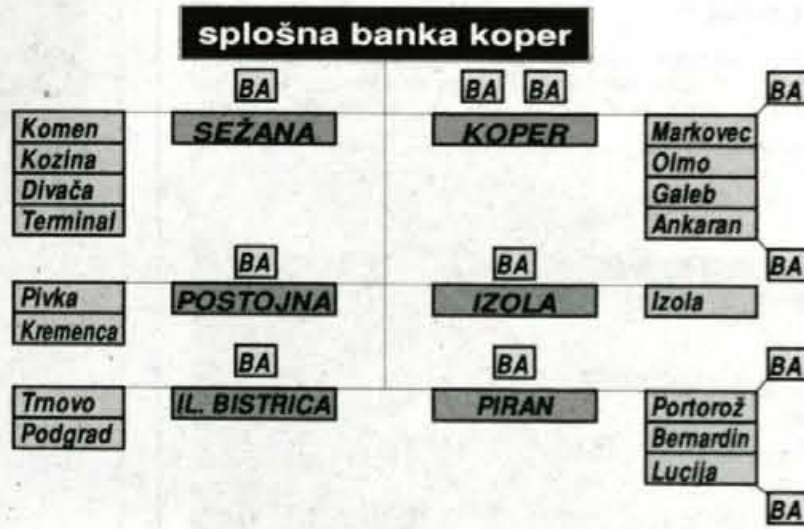 splošna banka koper
BA
BA BA
BA
Komen
Kozina
Divača
Terminal
SEŽANA
KOPER
Markovec
Olmo
Galeb
Ankaran
BA
BA
BA
Pivka
Kremenca
POSTOJNA
IZOLA
Izola
BA
BA
BA
Trnovo
Podgrad
IL. BISTRICA
PIRAN
Portorož
Bernardin
Lucija
BA